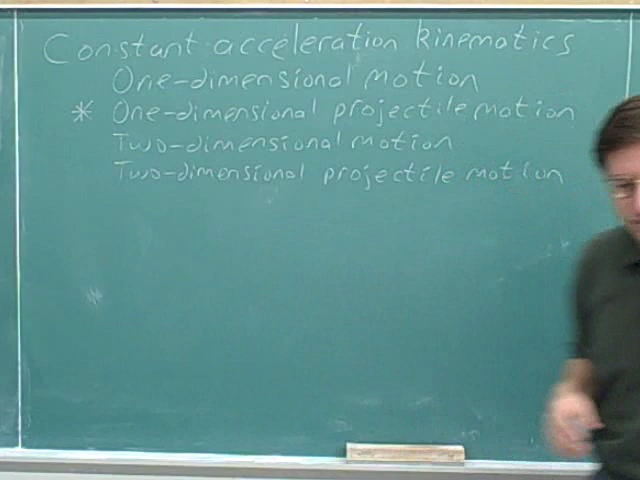 Constant acceleration kinematics
One-dimensional motion
* One-dimensional projectile motion
Two-dimensional motion
Two-dimensional projectile motion